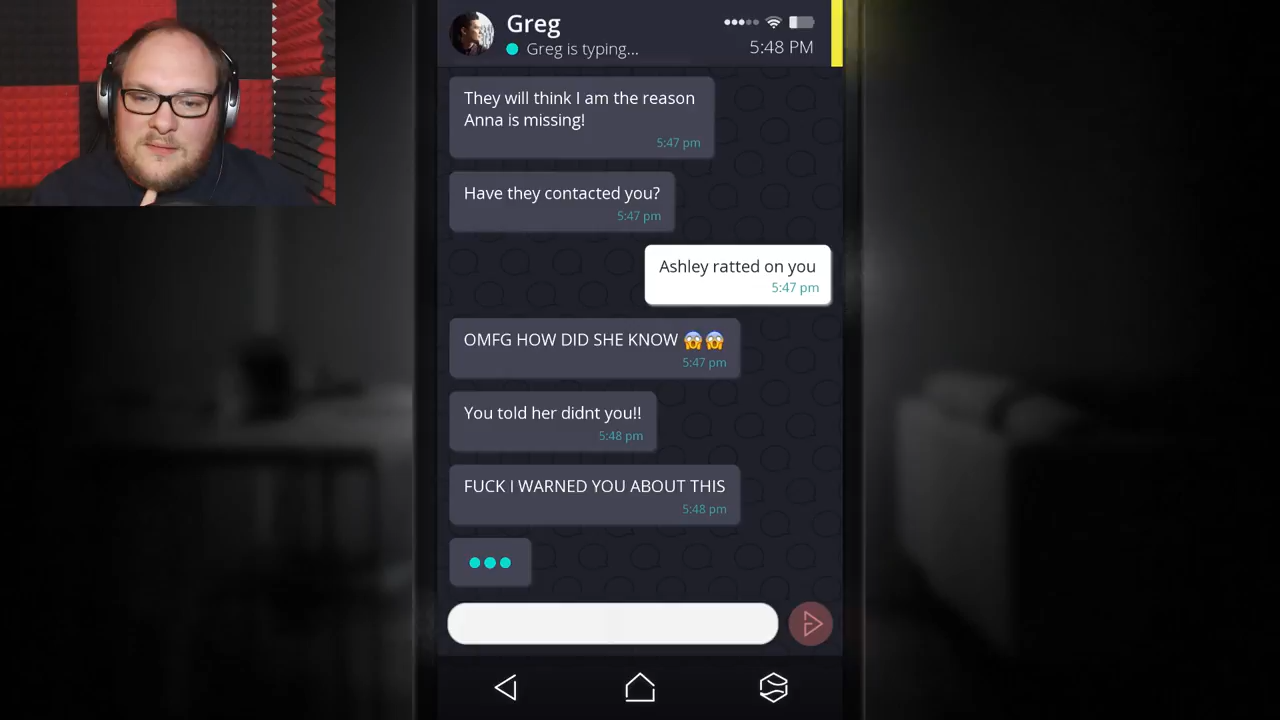 Greg
Greg is typing...
5:48 PM
They will think I am the reason
Anna is missing!
5:47 pm
Have they contacted you?
5:47 pm
Ashley ratted on you
5:47 pm
OMFG HOW DID SHE KNOW 😱😱
5:47 pm
You told her didnt you!!
5:48 pm
FUCK I WARNED YOU ABOUT THIS
5:48 pm